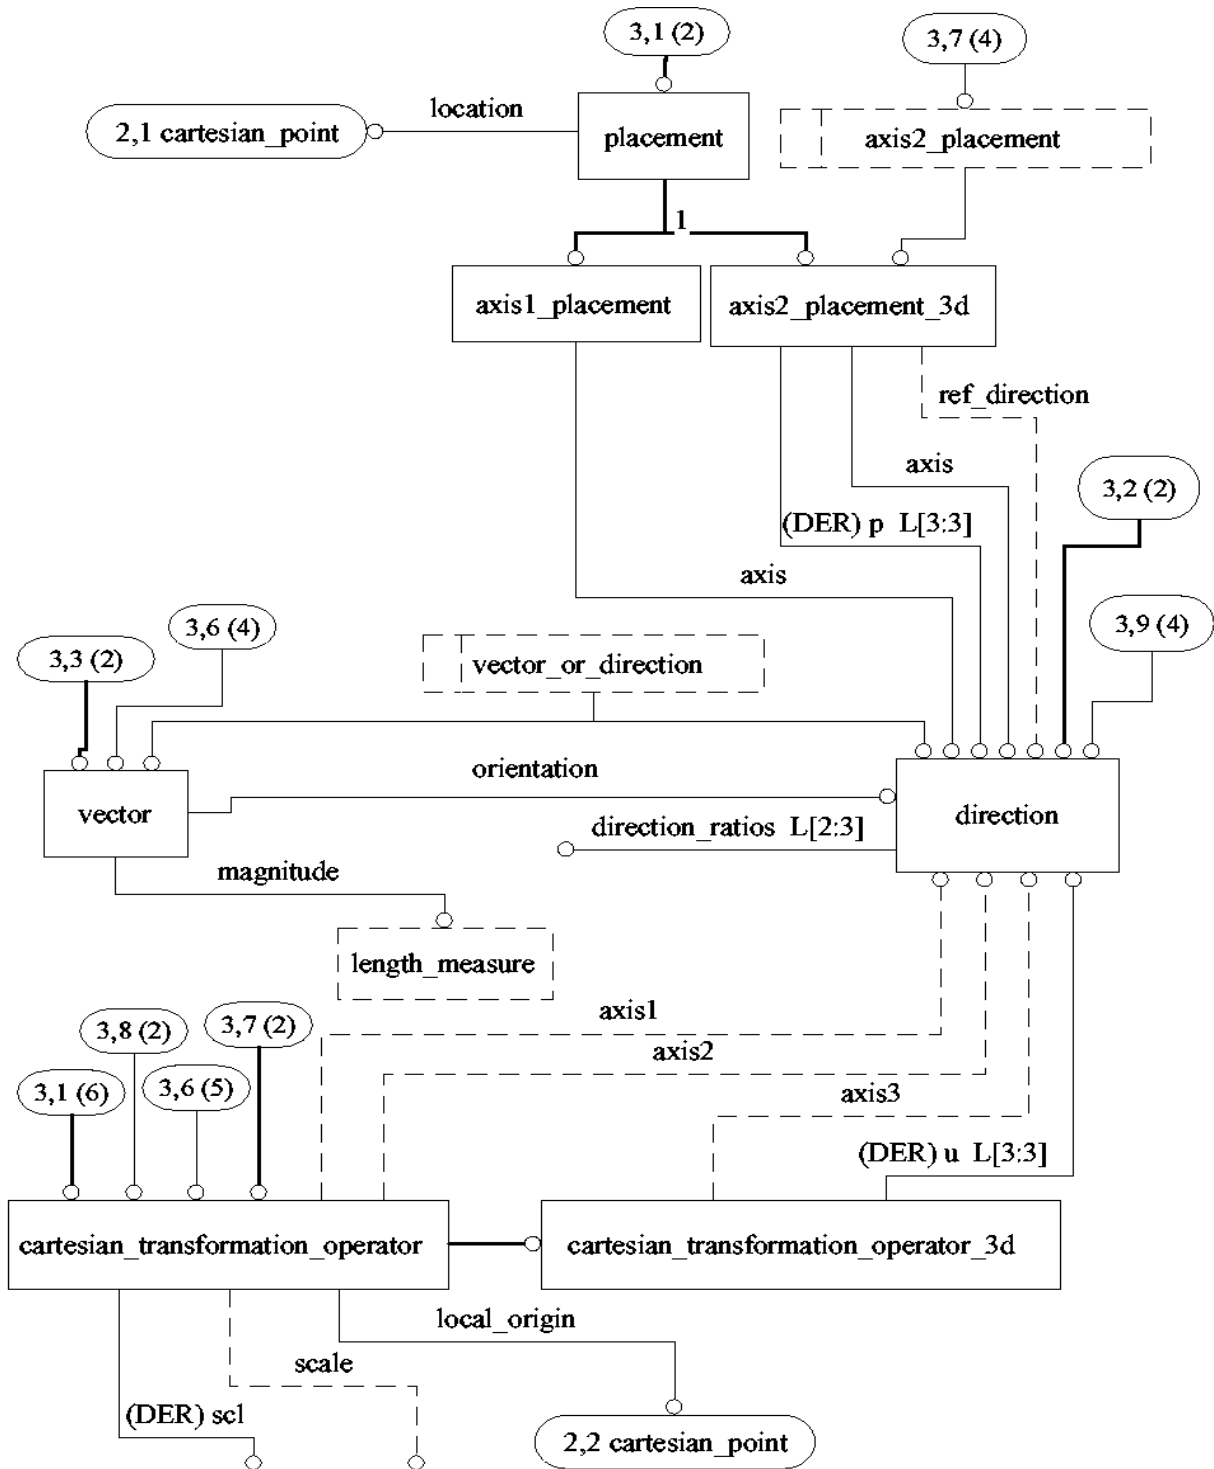 3,1 (2)
3,7 (4)
location
2,1 cartesian_point
placement
axis2_placement
1
axis1_placement
axis2_placement_3d
ref_direction
axis
3,2 (2)
(DER) p L[3:3]
axis
3,6 (4)
3,9 (4)
3,3 (2)
vector_or_direction
orientation
vector
direction
direction_ratios L[2:3]
magnitude
length_measure
axis1
3,8 (2)
3,7 (2)
axis2
3,1 (6)
3,6 (5)
axis3
(DER) u L[3:3]
cartesian_transformation_operator
cartesian_transformation_operator_3d
local_origin
scale
(DER) scl
2,2 cartesian_point